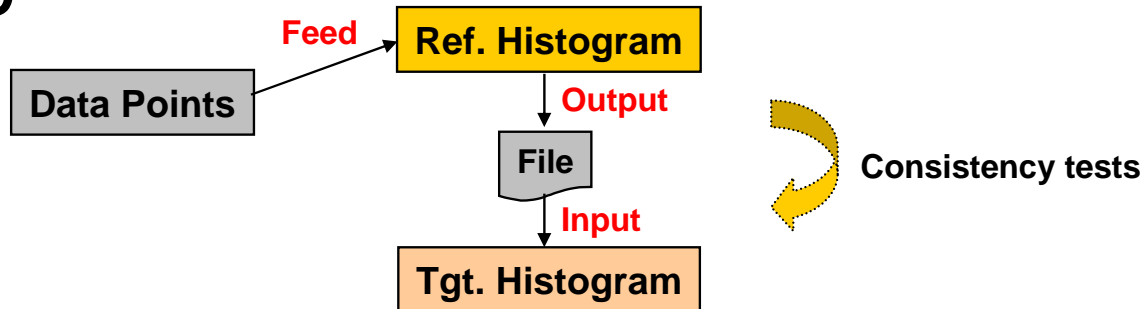 Feed
Ref. Histogram
Data Points
Output
File
Consistency tests
Input
Tgt. Histogram